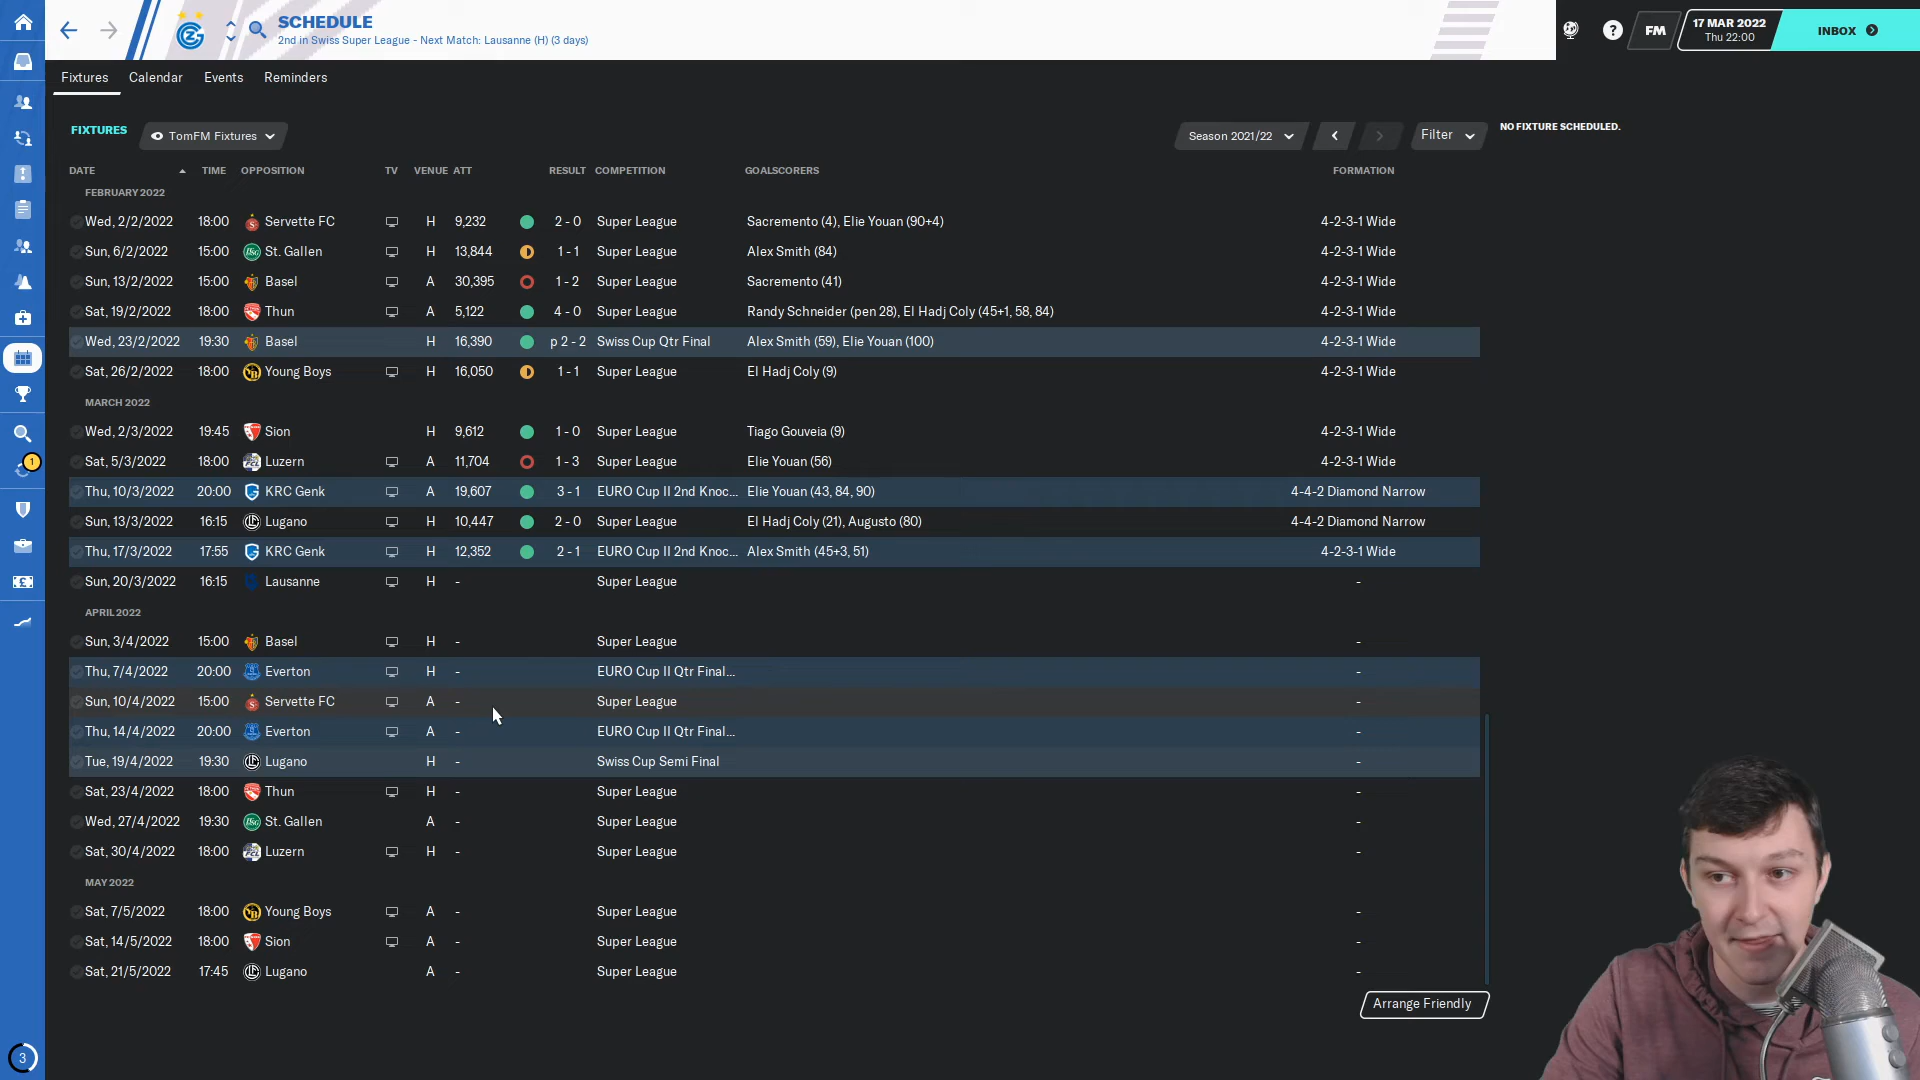 SCHEDULE
2nd in Swiss Super League - Next Match: Lausanne (H) (3 days)
? FM 17 MAR 2022
Thu 22:00
INBOX
Fixtures Calendar Events Reminders
FIXTURES TomFM Fixtures Season 2021/22 Filter NO FIXTURE SCHEDULED.
DATE TIME OPPOSITION TV VENUE ATT RESULT COMPETITION GOALSCORERS FORMATION
FEBRUARY 2022
Wed, 2/2/2022 18:00 Servette FC H 9,232 2 - 0 Super League Sacremento (4), Elie Youan (90+4) 4-2-3-1 Wide
Sun, 6/2/2022 15:00 St. Gallen H 13,844 1 - 1 Super League Alex Smith (84) 4-2-3-1 Wide
Sun, 13/2/2022 15:00 Basel A 30,395 1 - 2 Super League Sacremento (41) 4-2-3-1 Wide
Sat, 19/2/2022 18:00 Thun A 5,122 4 - 0 Super League Randy Schneider (pen 28), El Hadj Coly (45+1, 58, 84) 4-2-3-1 Wide
Wed, 23/2/2022 19:30 Basel H 16,390 p 2 - 2 Swiss Cup Qtr Final Alex Smith (59), Elie Youan (100) 4-2-3-1 Wide
Sat, 26/2/2022 18:00 Young Boys H 16,050 1 - 1 Super League El Hadj Coly (9) 4-2-3-1 Wide
MARCH 2022
Wed, 2/3/2022 19:45 Sion H 9,612 1 - 0 Super League Tiago Gouveia (9) 4-2-3-1 Wide
Sat, 5/3/2022 18:00 Luzern A 11,704 1 - 3 Super League Elie Youan (56) 4-2-3-1 Wide
Thu, 10/3/2022 20:00 KRC Genk A 19,607 3 - 1 EURO Cup II 2nd Knoc... Elie Youan (43, 84, 90) 4-4-2 Diamond Narrow
Sun, 13/3/2022 16:15 Lugano H 10,447 2 - 0 Super League El Hadj Coly (21), Augusto (80) 4-4-2 Diamond Narrow
Thu, 17/3/2022 17:55 KRC Genk H 12,352 2 - 1 EURO Cup II 2nd Knoc... Alex Smith (45+3, 51) 4-2-3-1 Wide
Sun, 20/3/2022 16:15 Lausanne H - Super League -
APRIL 2022
Sun, 3/4/2022 15:00 Basel H - Super League -
Thu, 7/4/2022 20:00 Everton H - EURO Cup II Qtr Final... -
Sun, 10/4/2022 15:00 Servette FC A - Super League -
Thu, 14/4/2022 20:00 Everton A - EURO Cup II Qtr Final... -
Tue, 19/4/2022 19:30 Lugano H - Swiss Cup Semi Final -
Sat, 23/4/2022 18:00 Thun H - Super League -
Wed, 27/4/2022 19:30 St. Gallen A - Super League -
Sat, 30/4/2022 18:00 Luzern H - Super League -
MAY 2022
Sat, 7/5/2022 18:00 Young Boys A - Super League -
Sat, 14/5/2022 18:00 Sion A - Super League -
Sat, 21/5/2022 17:45 Lugano A - Super League -
Arrange Friendly
1
3